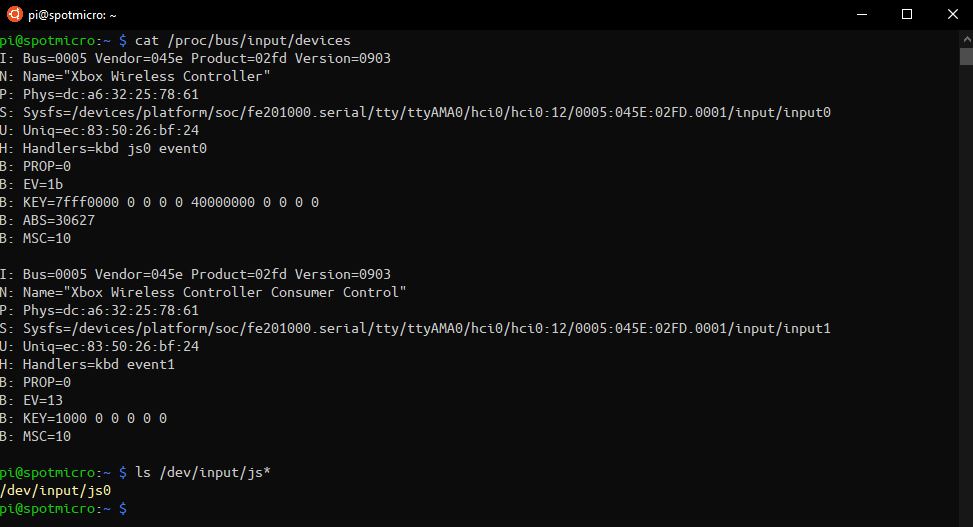 pi@spotmicro: ~
pi@spotmicro:~ $ cat /proc/bus/input/devices
I: Bus=0005 Vendor=045e Product=02fd Version=0903
N: Name="Xbox Wireless Controller"
P: Phys=dc:a6:32:25:78:61
S: Sysfs=/devices/platform/soc/fe201000.serial/tty/ttyAMA0/hci0/hci0:12/0005:045E:02FD.0001/input/input0
U: Uniq=ec:83:50:26:bf:24
H: Handlers=kbd js0 event0
B: PROP=0
B: EV=1b
B: KEY=7fff0000 0 0 0 0 40000000 0 0 0 0
B: ABS=30627
B: MSC=10

I: Bus=0005 Vendor=045e Product=02fd Version=0903
N: Name="Xbox Wireless Controller Consumer Control"
P: Phys=dc:a6:32:25:78:61
S: Sysfs=/devices/platform/soc/fe201000.serial/tty/ttyAMA0/hci0/hci0:12/0005:045E:02FD.0001/input/input1
U: Uniq=ec:83:50:26:bf:24
H: Handlers=kbd event1
B: PROP=0
B: EV=13
B: KEY=1000 0 0 0 0 0
B: MSC=10

pi@spotmicro:~ $ ls /dev/input/js*
/dev/input/js0
pi@spotmicro:~ $